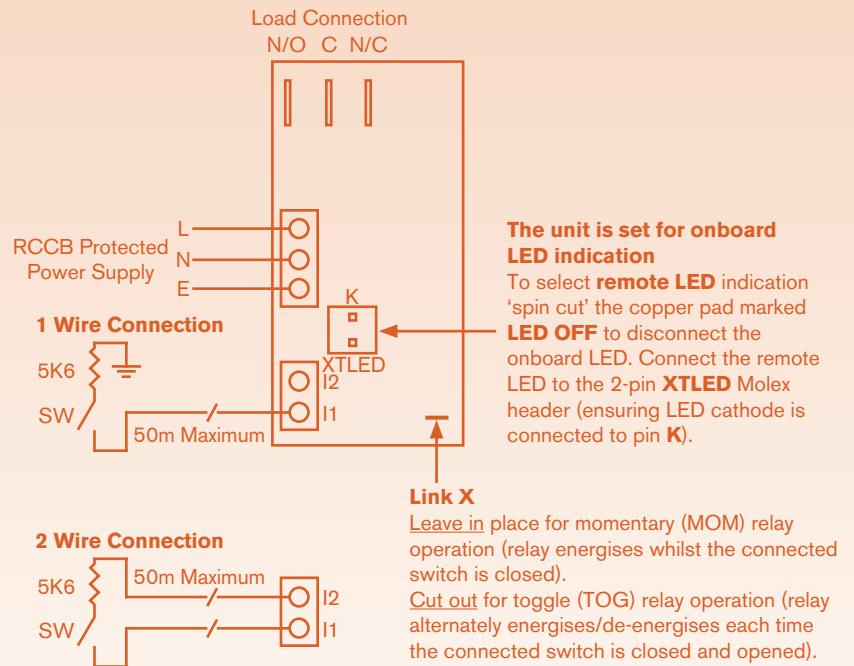 Load Connection
N/O C N/C
L
RCCB Protected
Power Supply
N
E
K
XTLED
The unit is set for onboard
LED indication
To select remote LED indication
‘spin cut’ the copper pad marked
LED OFF to disconnect the
onboard LED. Connect the remote
LED to the 2-pin XTLED Molex
header (ensuring LED cathode is
connected to pin K).
1 Wire Connection
5K6
SW
50m Maximum
I2
I1
Link X
Leave in place for momentary (MOM) relay
operation (relay energises whilst the connected
switch is closed).
Cut out for toggle (TOG) relay operation (relay
alternately energises/de-energises each time
the connected switch is closed and opened).
2 Wire Connection
5K6
50m Maximum
SW
I2
I1